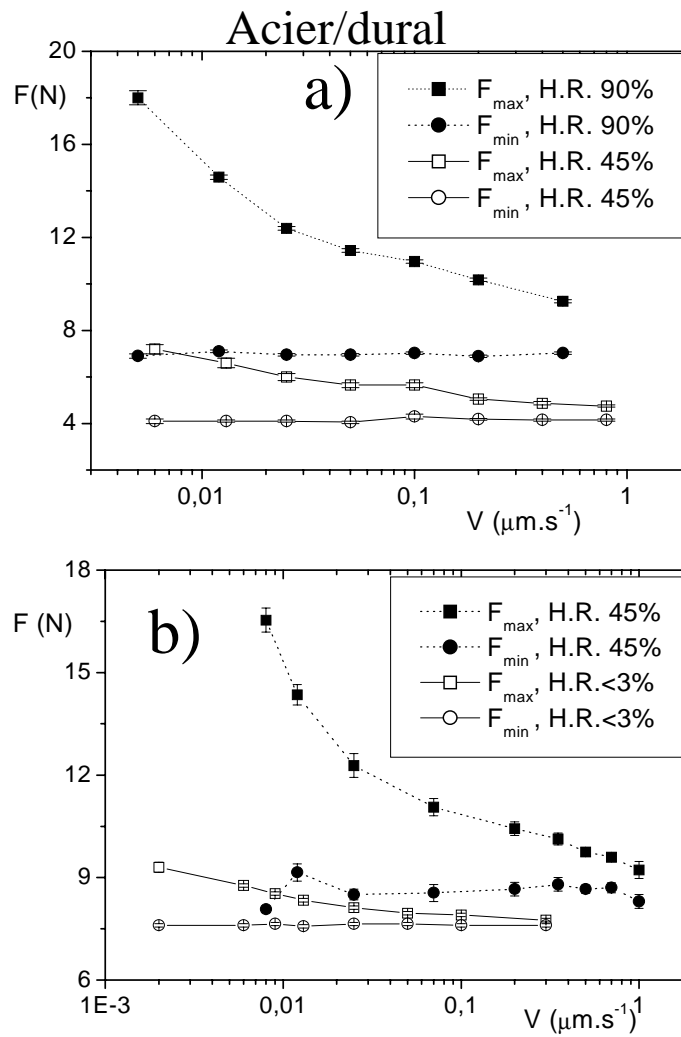 Acier/dural
20
F(N)
a)
16
12
8
4
F_max, H.R. 90%
F_min, H.R. 90%
F_max, H.R. 45%
F_min, H.R. 45%
0,01 0,1 1
V (μm.s⁻¹)
18
F (N)
b)
15
12
9
6
F_max, H.R. 45%
F_min, H.R. 45%
F_max, H.R.<3%
F_min, H.R.<3%
1E-3 0,01 0,1 1
V (μm.s⁻¹)